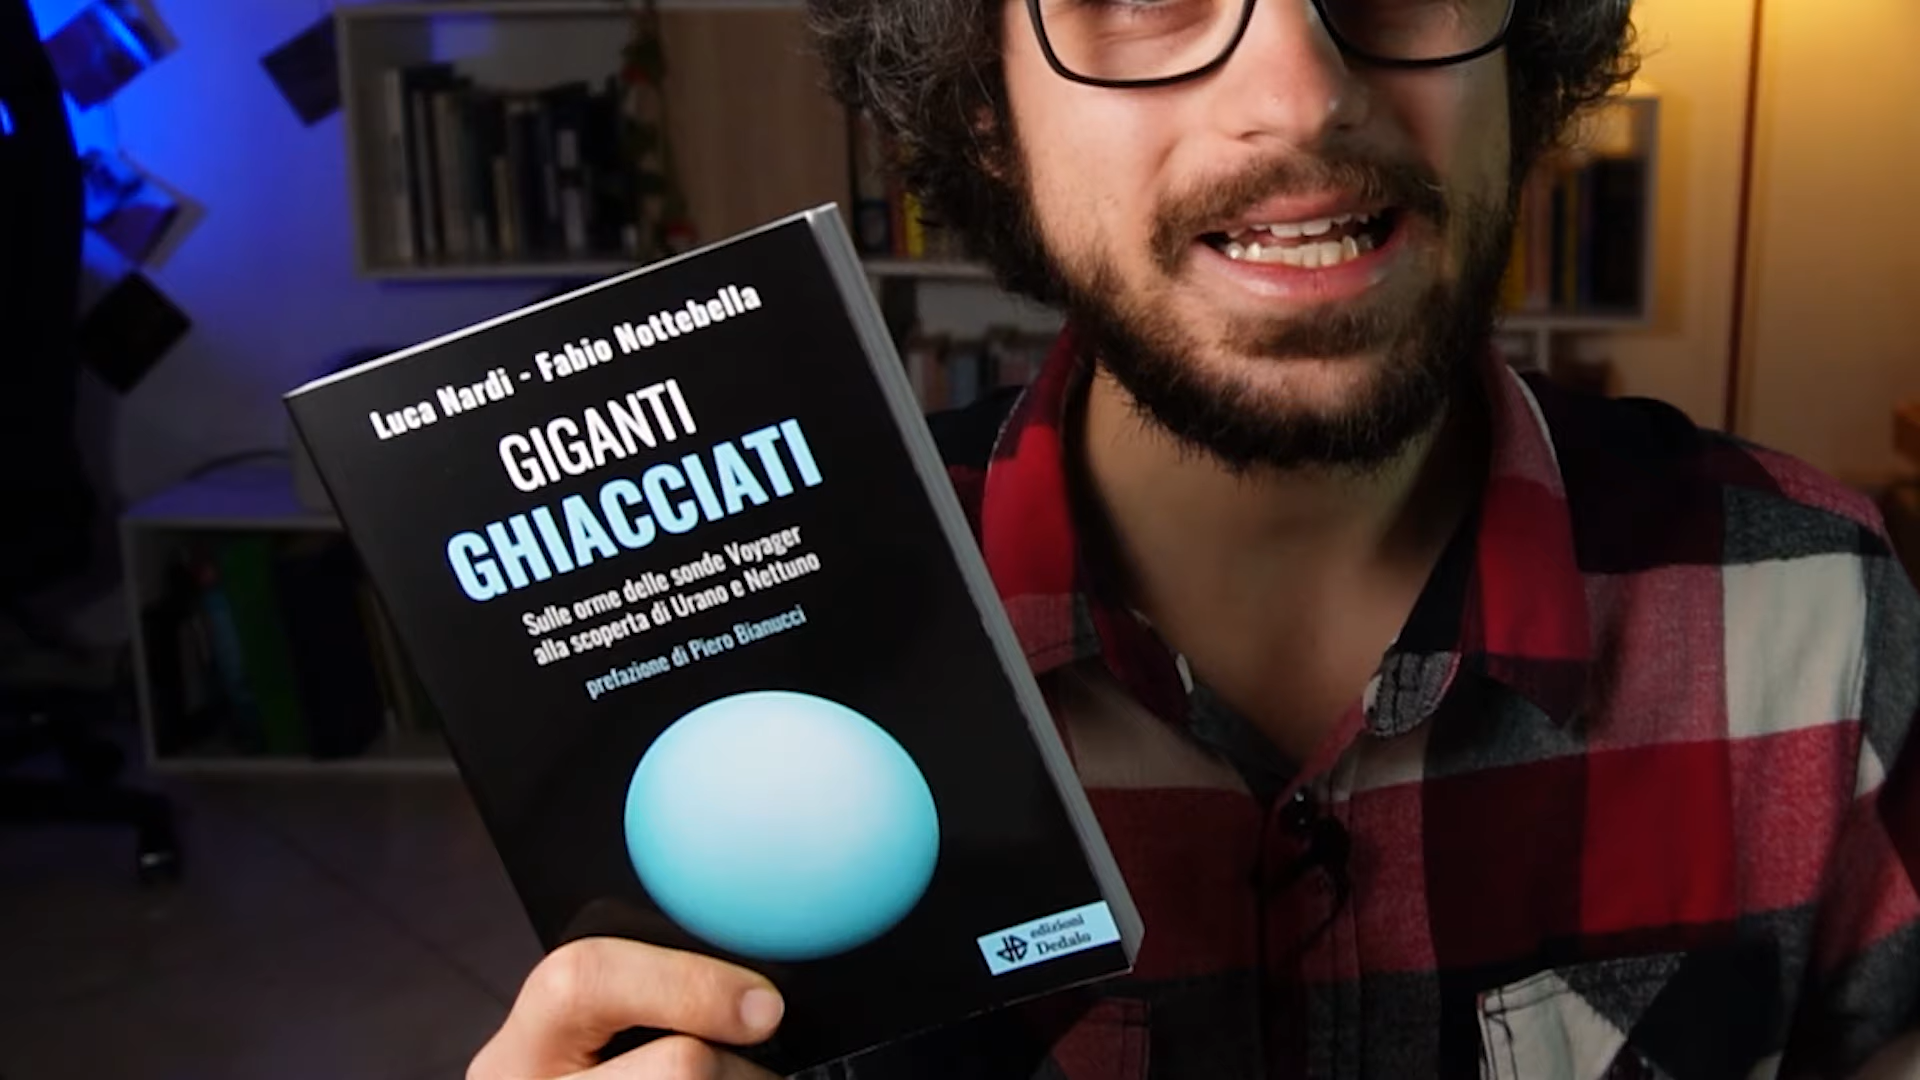 Luca Nardi - Fabio Nottebella
GIGANTI
GHIACCIATI
Sulle orme delle sonde Voyager
alla scoperta di Urano e Nettuno
prefazione di Piero Bianucci
edizioni
Dedalo